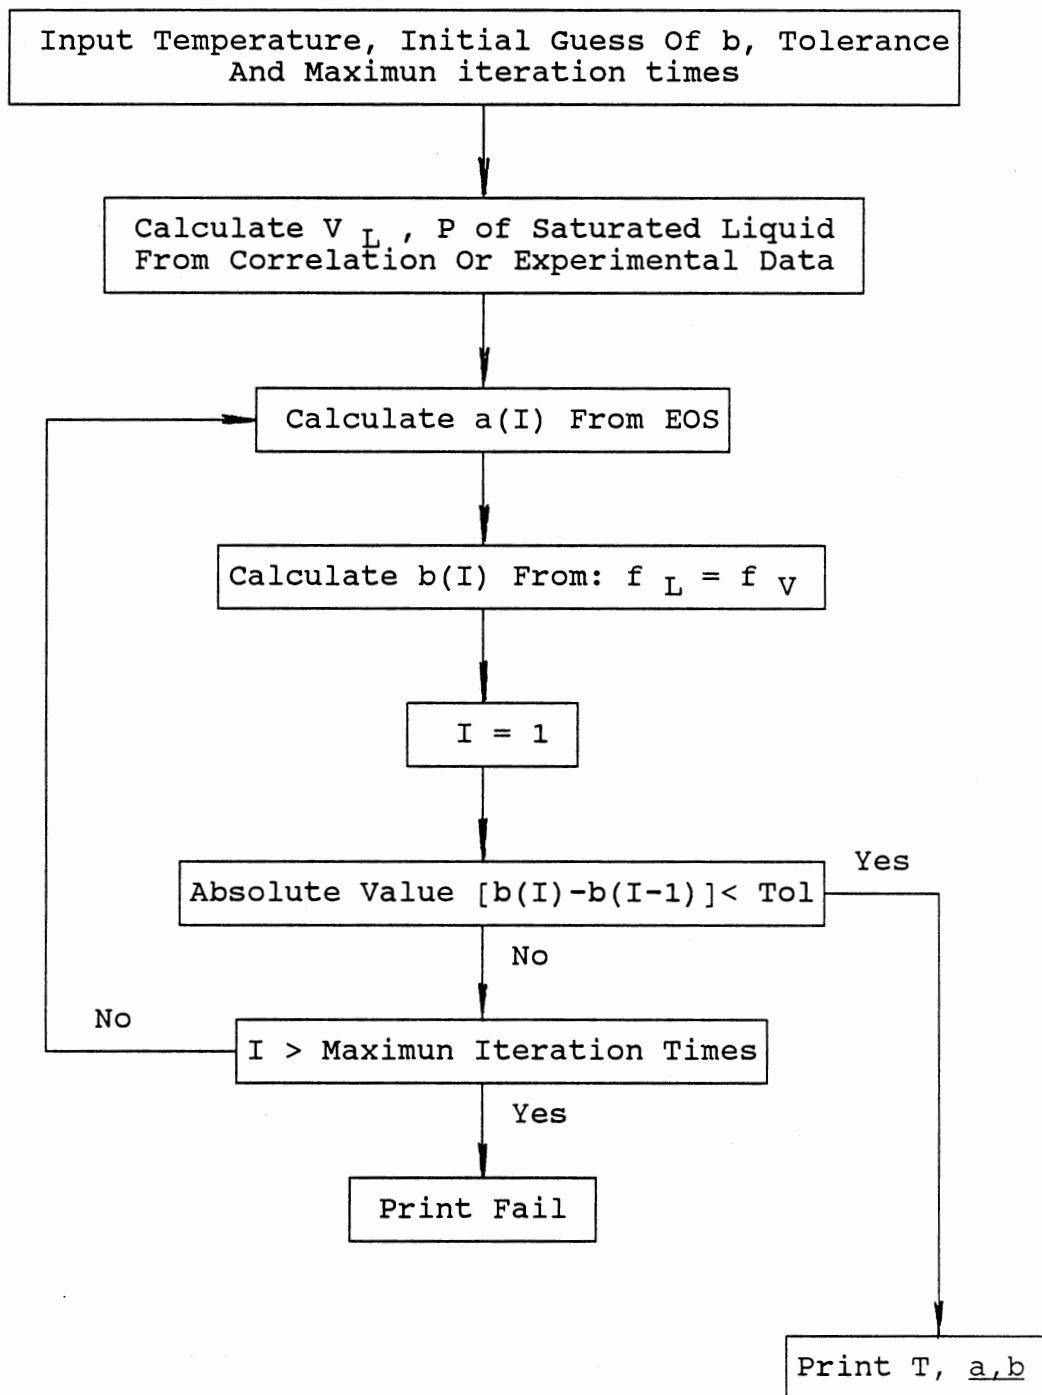 Input Temperature, Initial Guess Of b, Tolerance
And Maximun iteration times
Calculate V L , P of Saturated Liquid
From Correlation Or Experimental Data
Calculate a(I) From EOS
Calculate b(I) From: f L = f V
I = 1
Absolute Value [b(I)-b(I-1)]< Tol
Yes
No
No
I > Maximun Iteration Times
Yes
Print Fail
Print T, a,b